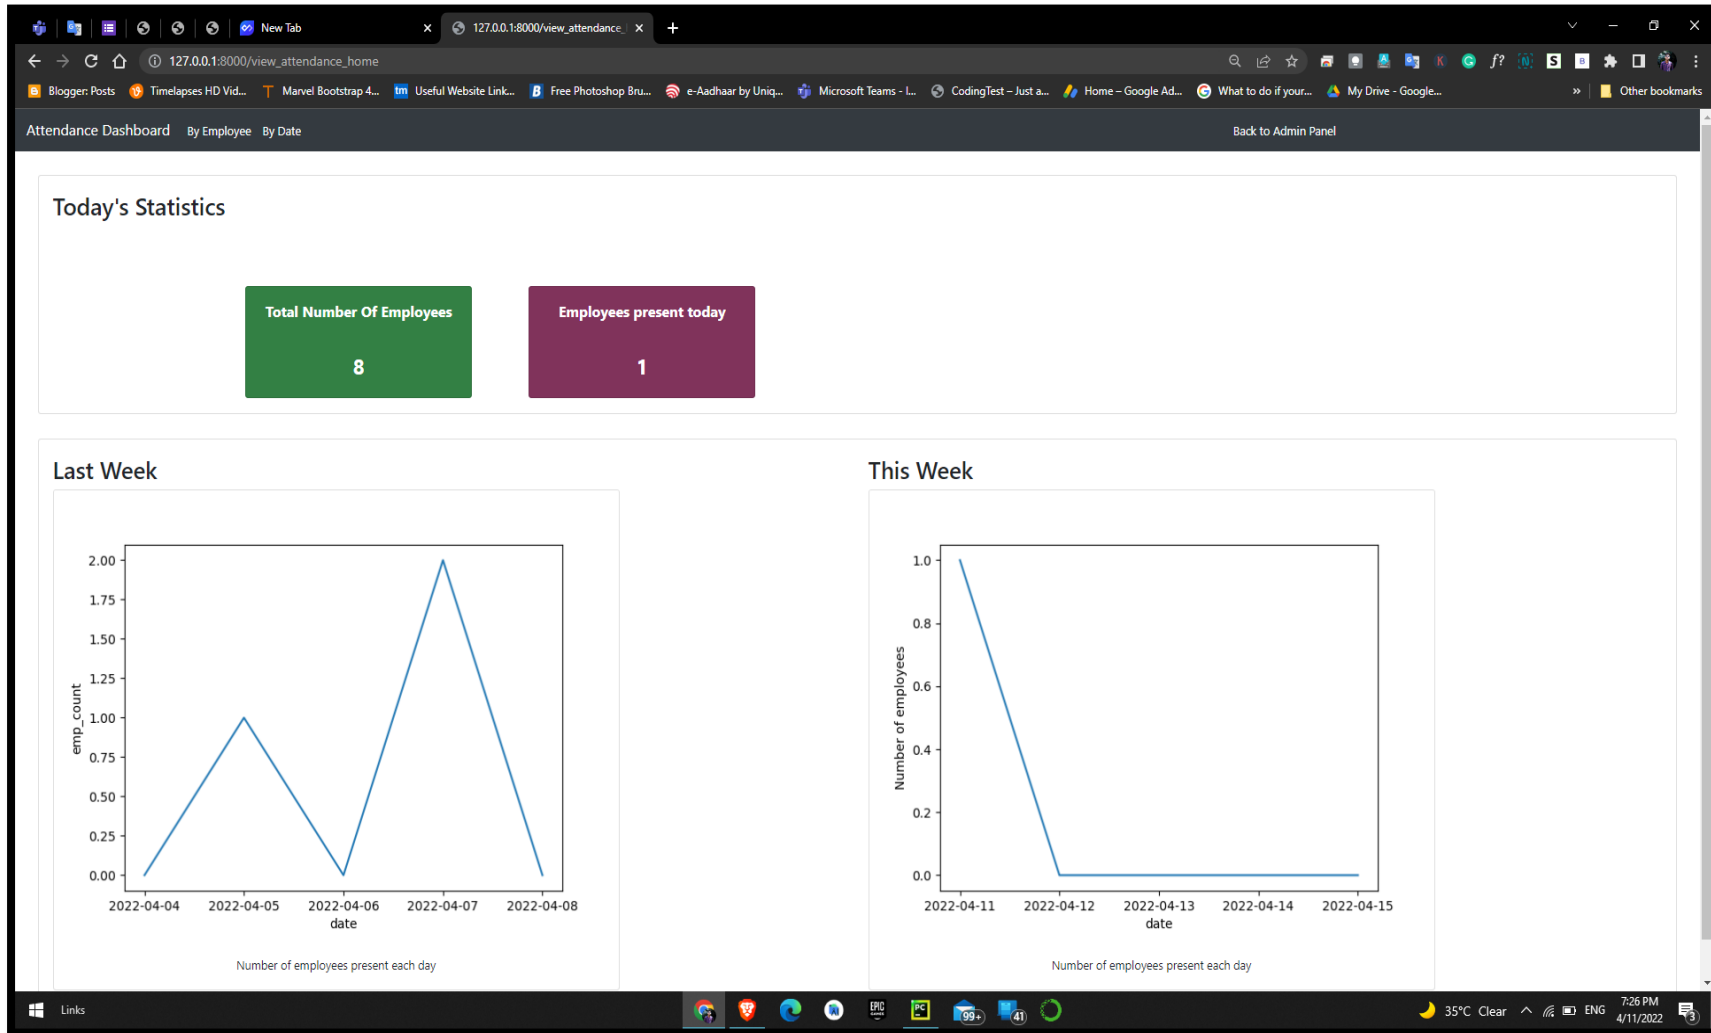 New Tab
127.0.0.1:8000/view_attendance_
127.0.0.1:8000/view_attendance_home
Blogger: Posts Timelapses HD Vid... Marvel Bootstrap 4... Useful Website Link... Free Photoshop Bru... e-Aadhaar by Uniq... Microsoft Teams - I... CodingTest – Just a... Home – Google Ad... What to do if your... My Drive - Google... » Other bookmarks
Attendance Dashboard By Employee By Date Back to Admin Panel
Today's Statistics
Total Number Of Employees
8
Employees present today
1
Last Week
2.00
1.75
1.50
1.25
1.00
0.75
0.50
0.25
0.00
emp_count
2022-04-04 2022-04-05 2022-04-06 2022-04-07 2022-04-08
date
Number of employees present each day
This Week
1.0
0.8
0.6
0.4
0.2
0.0
Number of employees
2022-04-11 2022-04-12 2022-04-13 2022-04-14 2022-04-15
date
Number of employees present each day
Links
EPIC GAMES
PC
99+
41
35°C Clear
ENG
7:26 PM
4/11/2022
3